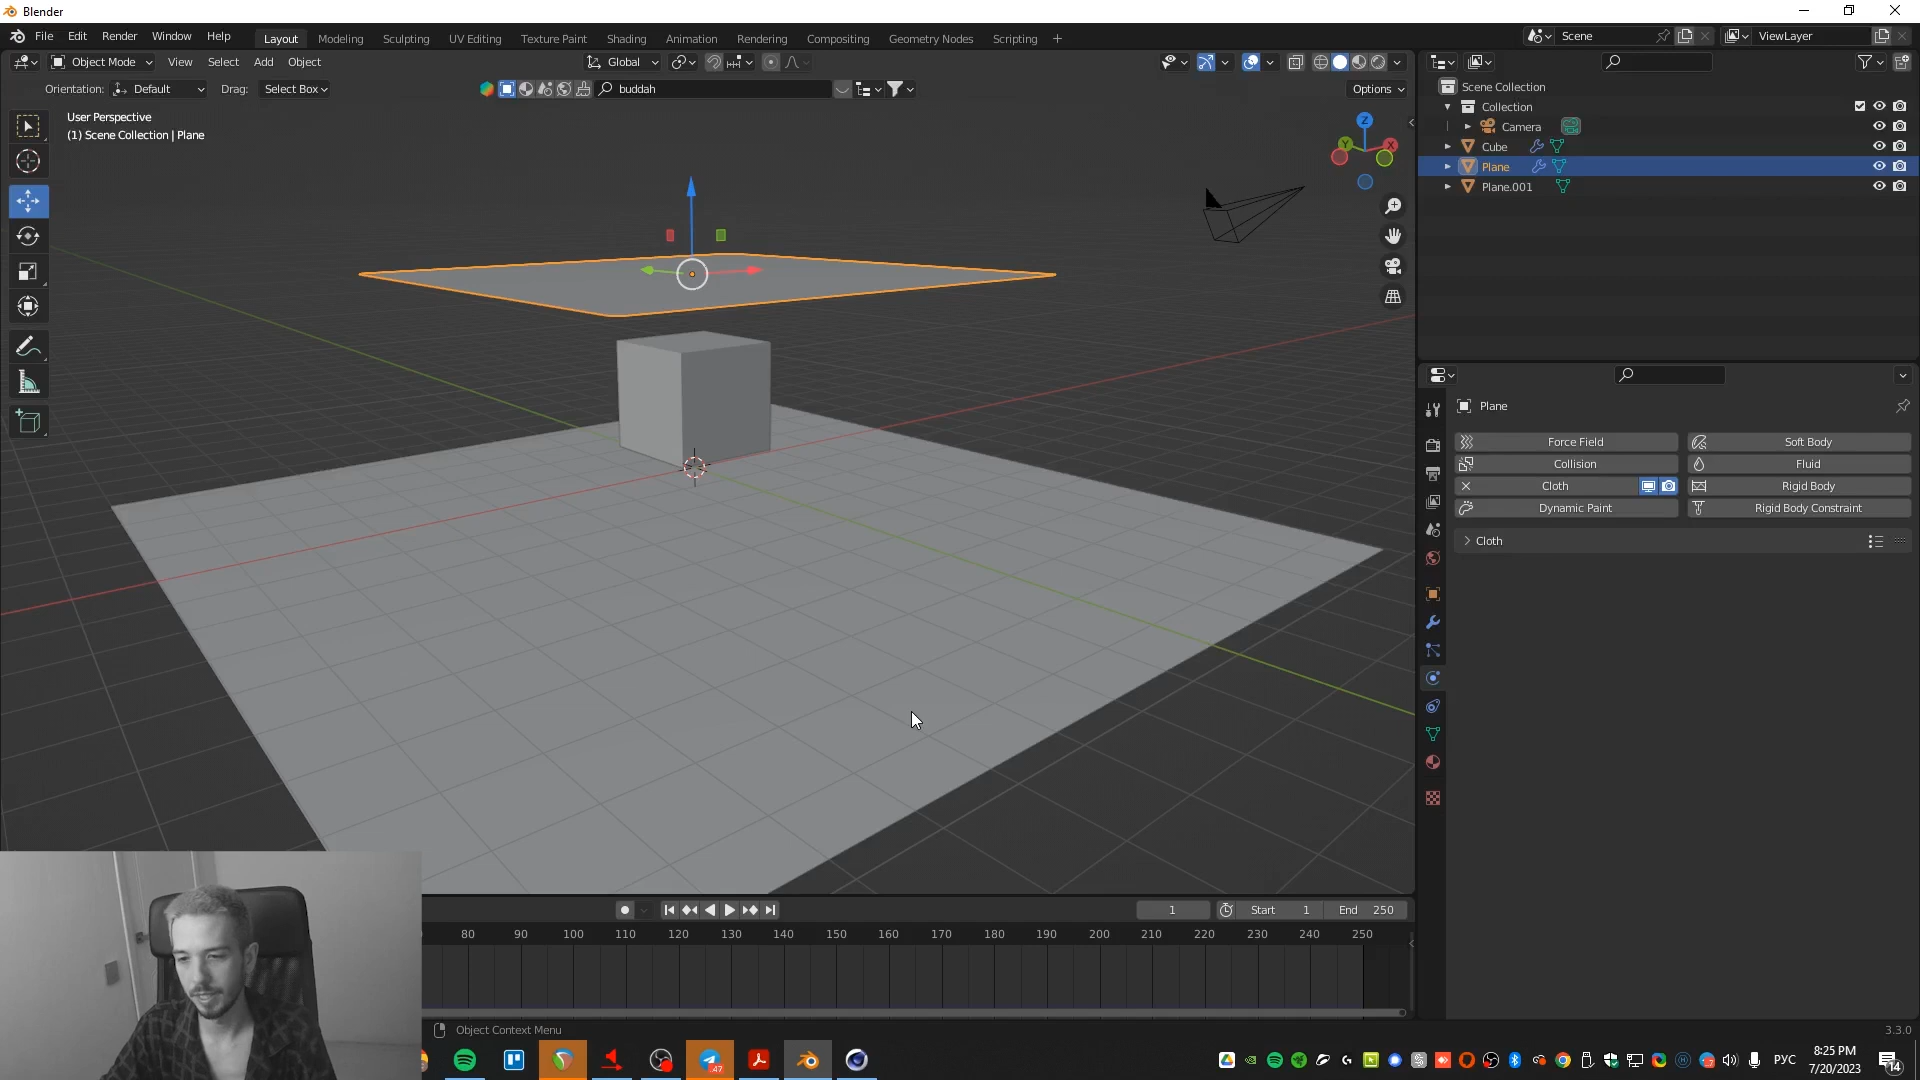 Blender
File Edit Render Window Help Layout Modeling Sculpting UV Editing Texture Paint Shading Animation Rendering Compositing Geometry Nodes Scripting + Scene ViewLayer
Object Mode View Select Add Object Global
Orientation: Default Drag: Select Box buddah Options
User Perspective
(1) Scene Collection | Plane
Z
Y
X
Scene Collection
Collection
Camera
Cube
Plane
Plane.001
Plane
Force Field Soft Body
Collision Fluid
Cloth Rigid Body
Dynamic Paint Rigid Body Constraint
Cloth
1 Start 1 End 250
80 90 100 110 120 130 140 150 160 170 180 190 200 210 220 230 240 250
Object Context Menu
3.3.0
47
РУС
8:25 PM
7/20/2023
14